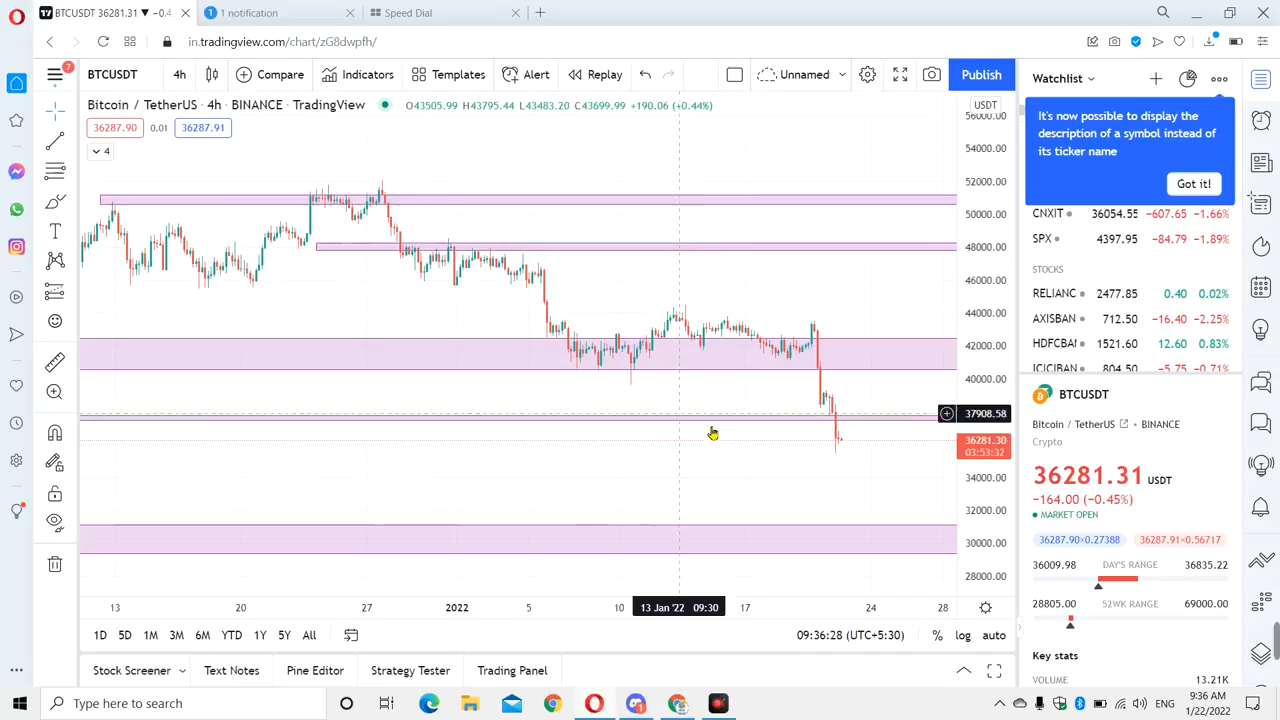 BTCUSDT 36281.31 ▼ −0.4
1 notification
Speed Dial
in.tradingview.com/chart/zG8dwpfh/
7
BTCUSDT
4h
Compare
Indicators
Templates
Alert
Replay
Unnamed
Publish
Watchlist
Bitcoin / TetherUS · 4h · BINANCE · TradingView
O43505.99 H43795.44 L43483.20 C43699.99 +190.06 (+0.44%)
36287.90
0.01
36287.91
4
USDT
56000.00
54000.00
52000.00
50000.00
48000.00
46000.00
44000.00
42000.00
40000.00
37908.58
36281.30
03:53:32
34000.00
32000.00
30000.00
28000.00
It's now possible to display the
description of a symbol instead of
its ticker name
Got it!
CNXIT 36054.55 −607.65 −1.66%
SPX 4397.95 −84.79 −1.89%
STOCKS
RELIANC 2477.85 0.40 0.02%
AXISBAN 712.50 −16.40 −2.25%
HDFCBAN 1521.60 12.60 0.83%
ICICIBAN 804.50 −5.75 −0.71%
BTCUSDT
Bitcoin / TetherUS • BINANCE
Crypto
36281.31 USDT
−164.00 (−0.45%)
MARKET OPEN
36287.90×0.27388
36287.91×0.56717
36009.98 DAY'S RANGE 36835.22
28805.00 52WK RANGE 69000.00
Key stats
VOLUME 13.21K
13
20
27
2022
5
10
13 Jan '22 09:30
17
24
28
1D 5D 1M 3M 6M YTD 1Y 5Y All
09:36:28 (UTC+5:30)
% log auto
Stock Screener
Text Notes
Pine Editor
Strategy Tester
Trading Panel
Type here to search
1
ENG
9:36 AM
1/22/2022